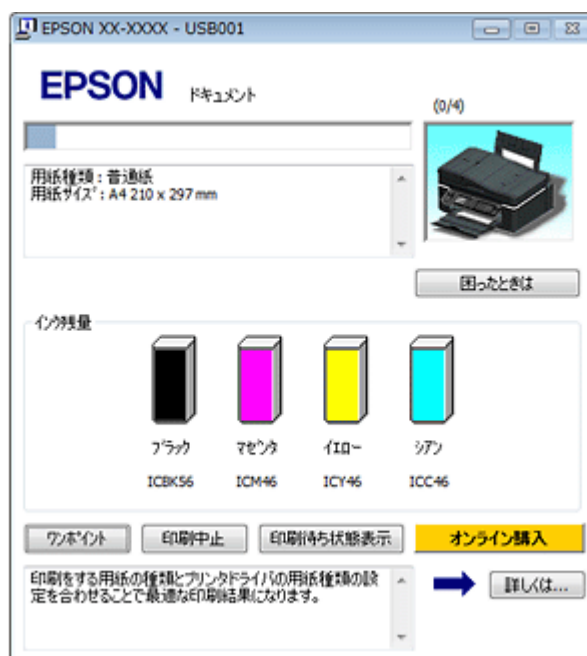 EPSON XX-XXXX - USB001
EPSON ドキュメント
(0/4)
用紙種類:普通紙
用紙サイズ:A4 210 x 297 mm
困ったときは
インク残量
ブラック マゼンタ イエロー シアン
ICBK56 ICM46 ICY46 ICC46
ワンポイント 印刷中止 印刷待ち状態表示 オンライン購入
印刷をする用紙の種類とプリンタドライバの用紙種類の設
定を合わせることで最適な印刷結果になります。
詳しくは...